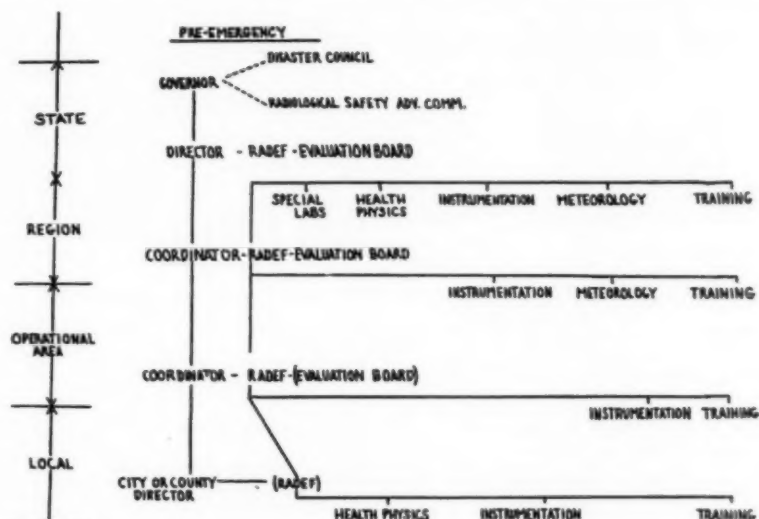 PRE-EMERGENCY
DISASTER COUNCIL
GOVERNOR
RADIOLOGICAL SAFETY ADV. COMM.
STATE
DIRECTOR - RADEF - EVALUATION BOARD
SPECIAL LABS
HEALTH PHYSICS
INSTRUMENTATION
METEOROLOGY
TRAINING
REGION
COORDINATOR - RADEF - EVALUATION BOARD
INSTRUMENTATION
METEOROLOGY
TRAINING
OPERATIONAL AREA
COORDINATOR - RADEF - (EVALUATION BOARD)
INSTRUMENTATION
TRAINING
LOCAL
CITY OR COUNTY DIRECTOR
(RADEF)
HEALTH PHYSICS
INSTRUMENTATION
TRAINING